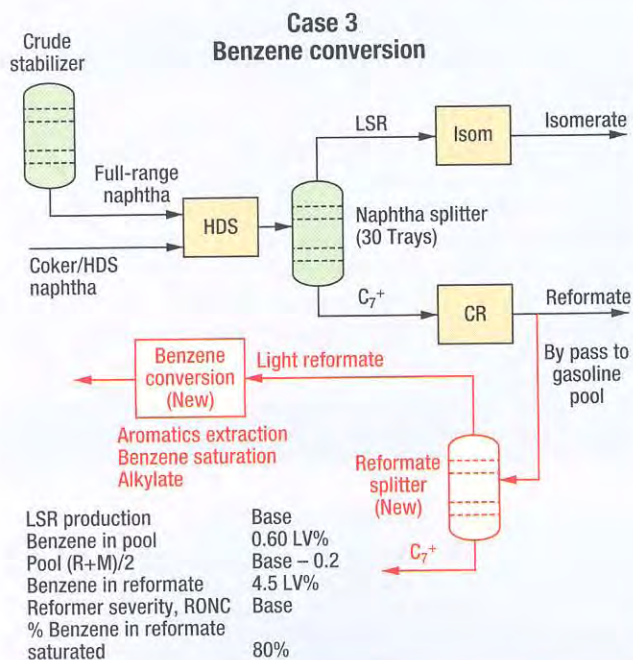 Case 3
Benzene conversion
Crude
stabilizer
LSR
Isom
Isomerate
Full-range
naphtha
HDS
Naphtha splitter
(30 Trays)
Coker/HDS
naphtha
C₇⁺
CR
Reformate
By pass to
gasoline
pool
Benzene
conversion
(New)
Light reformate
Aromatics extraction
Benzene saturation
Alkylate
Reformate
splitter
(New)
C₇⁺
LSR production Base
Benzene in pool 0.60 LV%
Pool (R+M)/2 Base – 0.2
Benzene in reformate 4.5 LV%
Reformer severity, RONC Base
% Benzene in reformate
saturated 80%